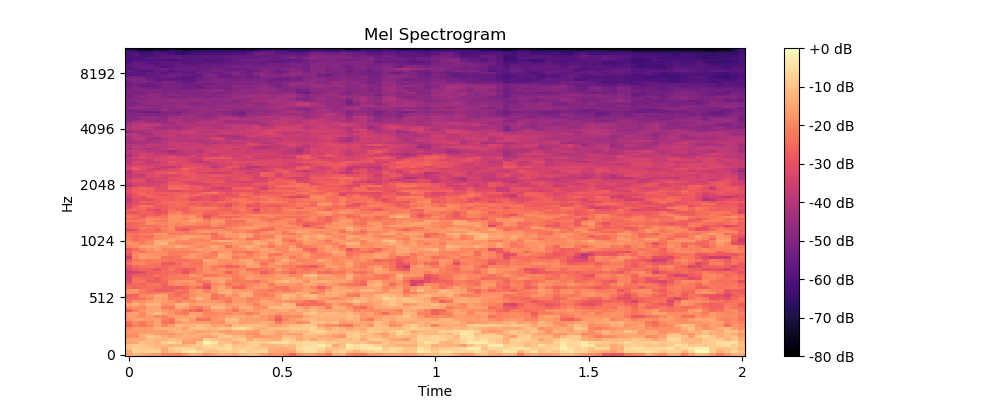 Mel Spectrogram
Hz
8192
4096
2048
1024
512
0
0 0.5 1 1.5 2
Time
+0 dB
-10 dB
-20 dB
-30 dB
-40 dB
-50 dB
-60 dB
-70 dB
-80 dB